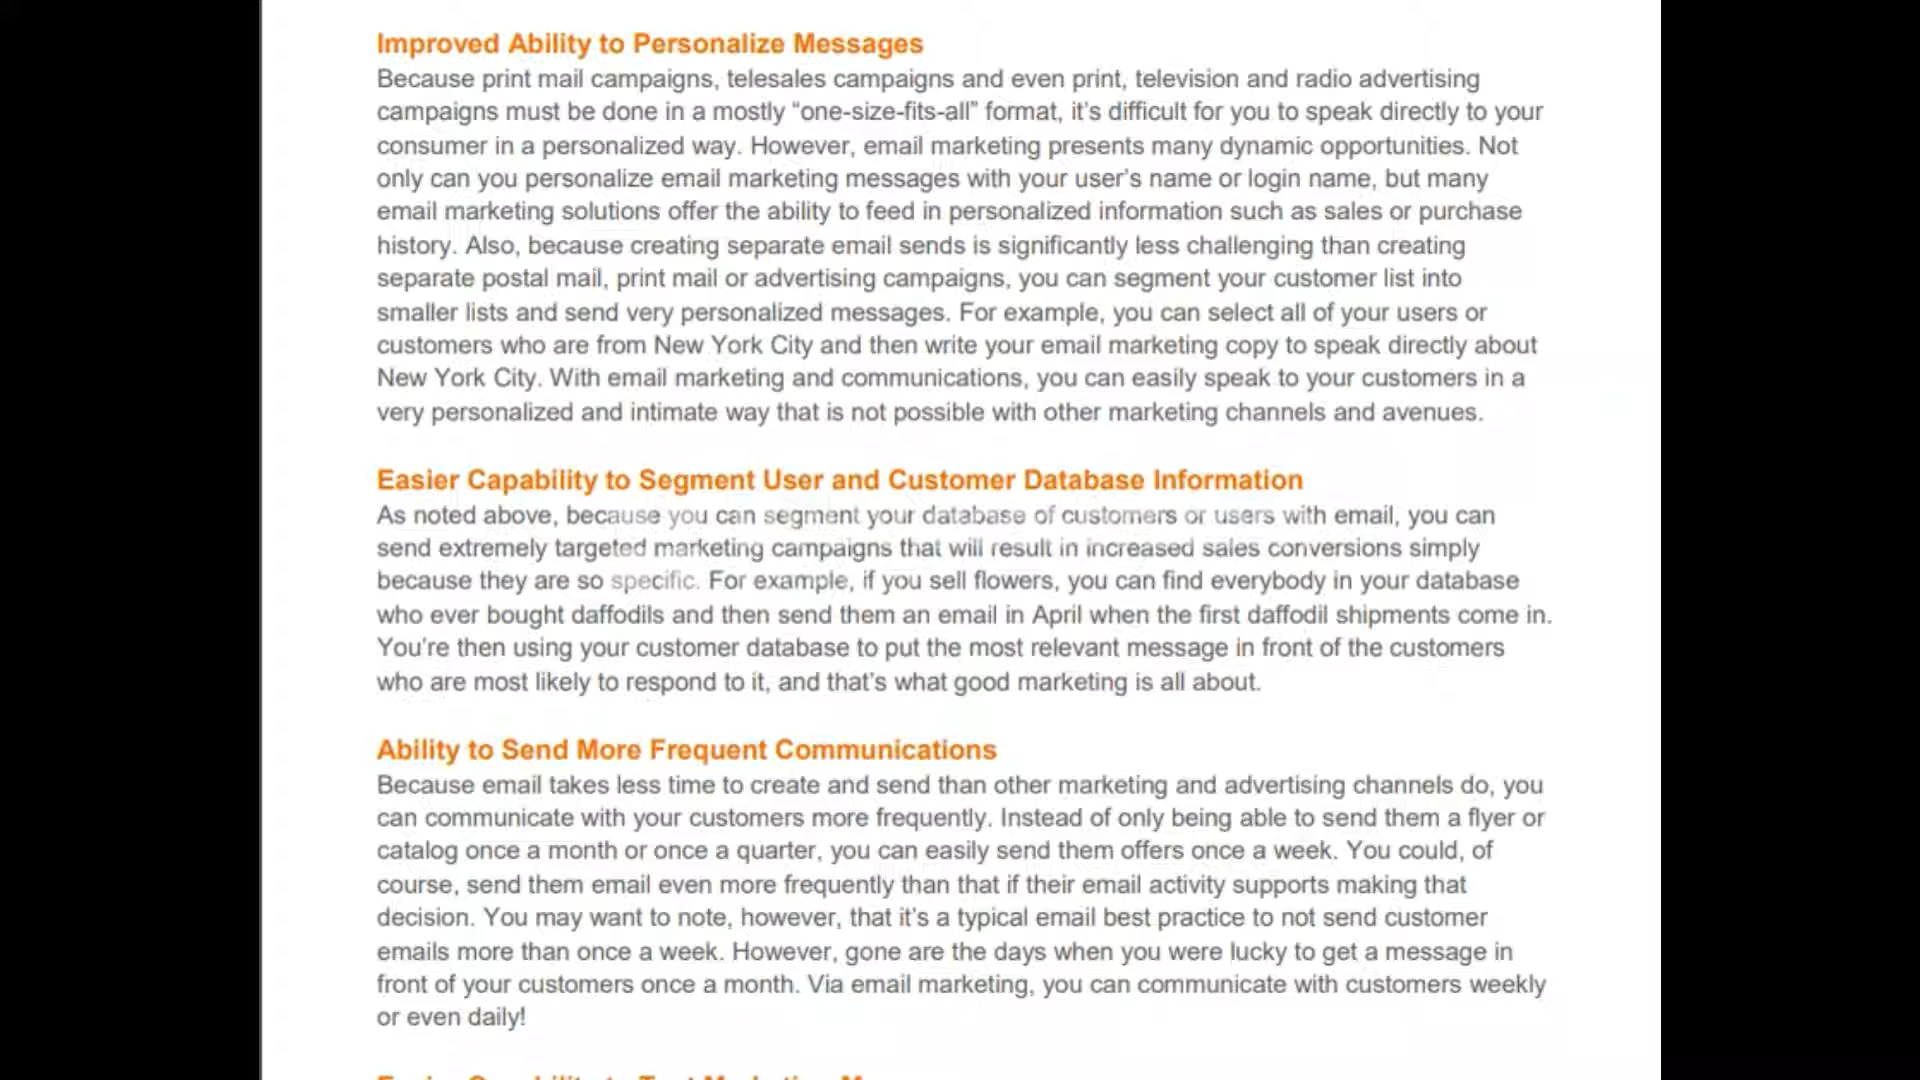 Improved Ability to Personalize Messages
Because print mail campaigns, telesales campaigns and even print, television and radio advertising
campaigns must be done in a mostly “one-size-fits-all” format, it’s difficult for you to speak directly to your
consumer in a personalized way. However, email marketing presents many dynamic opportunities. Not
only can you personalize email marketing messages with your user’s name or login name, but many
email marketing solutions offer the ability to feed in personalized information such as sales or purchase
history. Also, because creating separate email sends is significantly less challenging than creating
separate postal mail, print mail or advertising campaigns, you can segment your customer list into
smaller lists and send very personalized messages. For example, you can select all of your users or
customers who are from New York City and then write your email marketing copy to speak directly about
New York City. With email marketing and communications, you can easily speak to your customers in a
very personalized and intimate way that is not possible with other marketing channels and avenues.
Easier Capability to Segment User and Customer Database Information
As noted above, because you can segment your database of customers or users with email, you can
send extremely targeted marketing campaigns that will result in increased sales conversions simply
because they are so specific. For example, if you sell flowers, you can find everybody in your database
who ever bought daffodils and then send them an email in April when the first daffodil shipments come in.
You’re then using your customer database to put the most relevant message in front of the customers
who are most likely to respond to it, and that’s what good marketing is all about.
Ability to Send More Frequent Communications
Because email takes less time to create and send than other marketing and advertising channels do, you
can communicate with your customers more frequently. Instead of only being able to send them a flyer or
catalog once a month or once a quarter, you can easily send them offers once a week. You could, of
course, send them email even more frequently than that if their email activity supports making that
decision. You may want to note, however, that it’s a typical email best practice to not send customer
emails more than once a week. However, gone are the days when you were lucky to get a message in
front of your customers once a month. Via email marketing, you can communicate with customers weekly
or even daily!